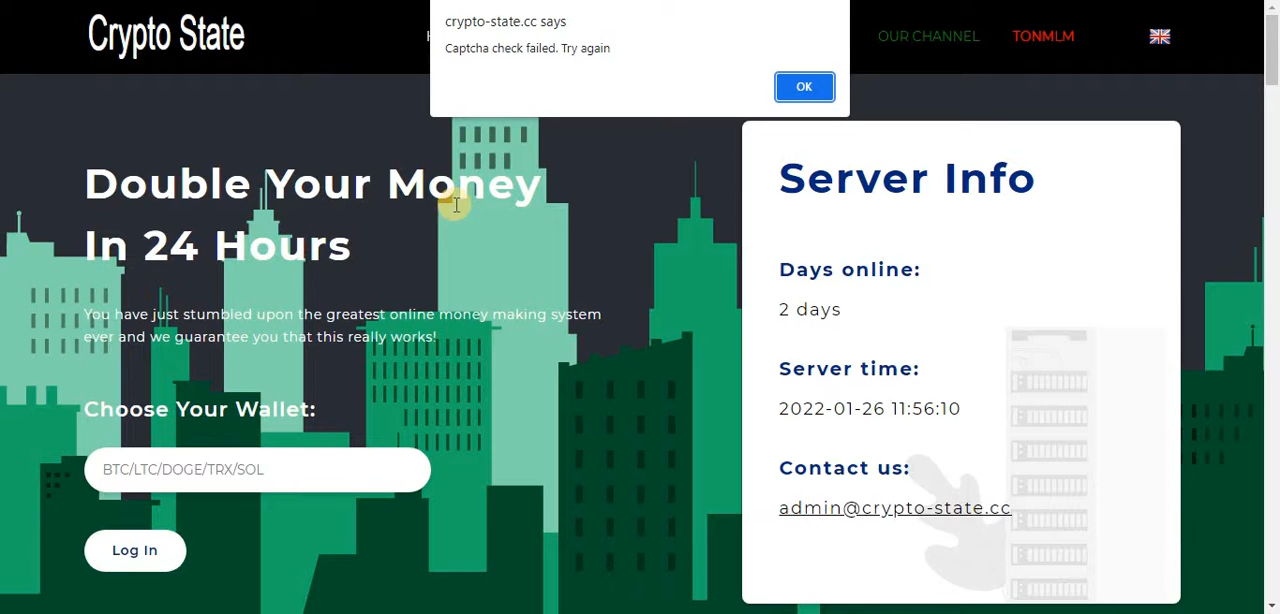 Crypto State
crypto-state.cc says
Captcha check failed. Try again
OK
OUR CHANNEL
TONMLM
Double Your Money
In 24 Hours
You have just stumbled upon the greatest online money making system
ever and we guarantee you that this really works!
Choose Your Wallet:
BTC/LTC/DOGE/TRX/SOL
Log In
Server Info
Days online:
2 days
Server time:
2022-01-26 11:56:10
Contact us:
admin@crypto-state.cc